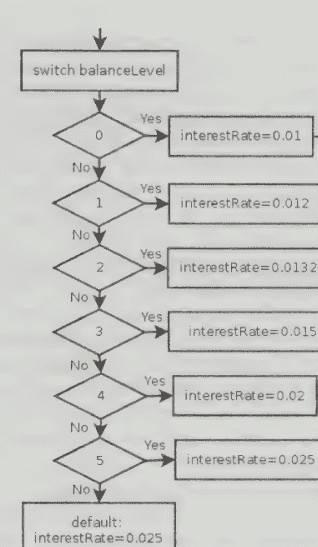 switch balanceLevel
Yes
0
interestRate=0.01
No
Yes
1
interestRate=0.012
No
Yes
2
interestRate=0.0132
No
Yes
3
interestRate=0.015
No
Yes
4
interestRate=0.02
No
Yes
5
interestRate=0.025
No
default:
interestRate=0.025